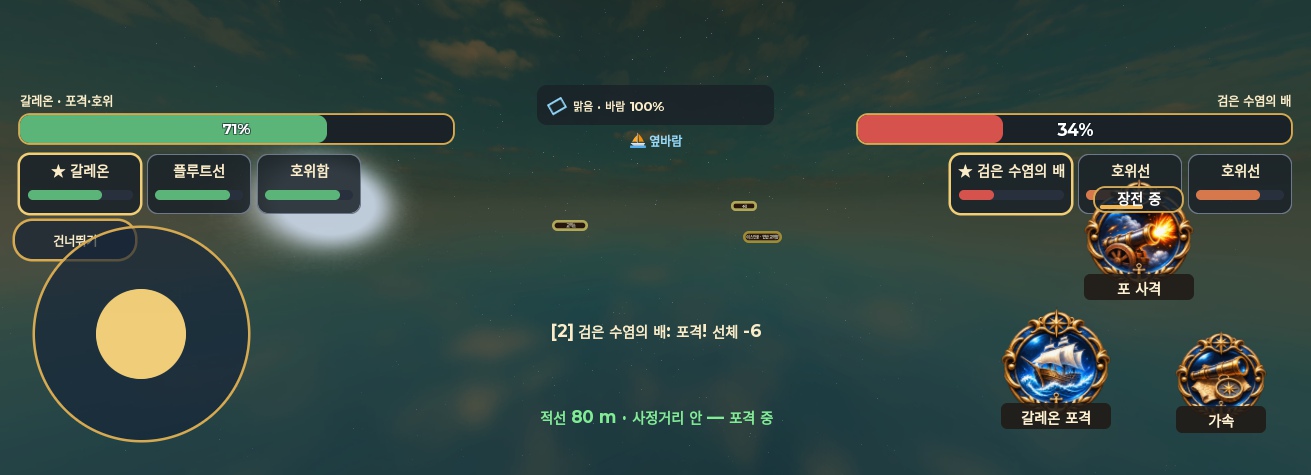 갈레온 · 포격·호위
71%
★ 갈레온
플루트선
호위함
건너뛰기
맑음 · 바람 100%
옆바람
검은 수염의 배
34%
★ 검은 수염의 배
호위선
호위선
장전 중
포 사격
[2] 검은 수염의 배: 포격! 선체 -6
적선 80 m · 사정거리 안 — 포격 중
갈레온 포격
가속